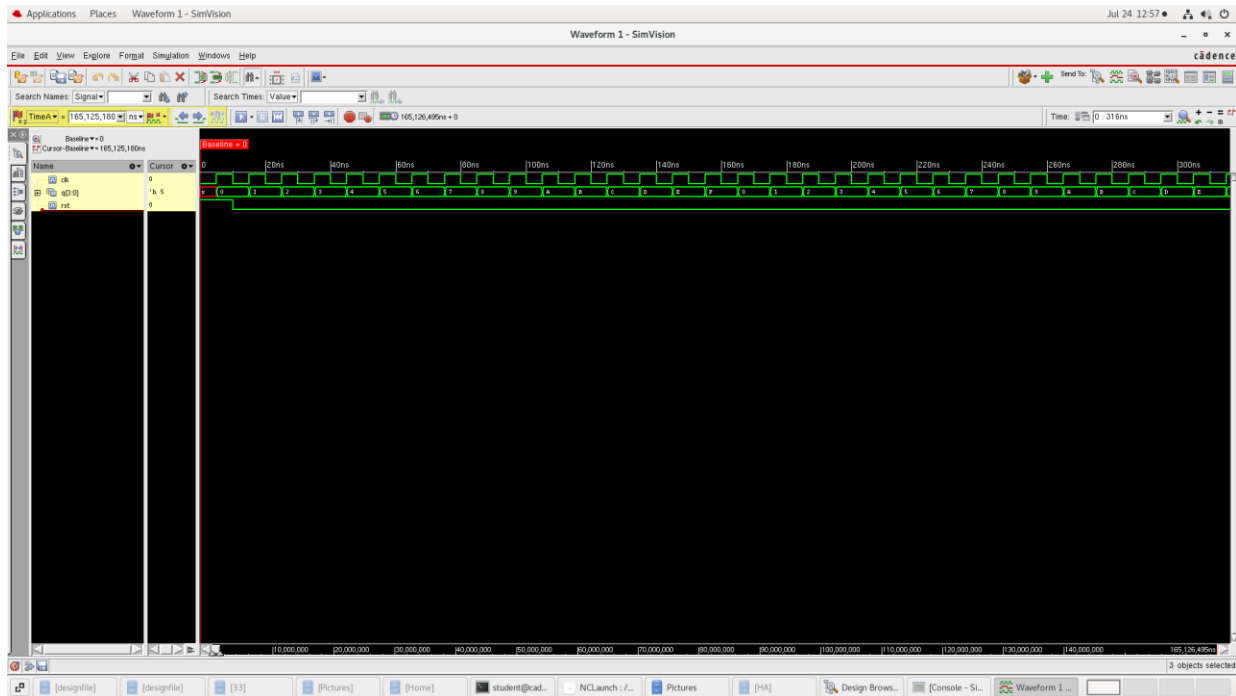 Applications Places Waveform 1 - SimVision Jul 24 12:57
Waveform 1 - SimVision
File Edit View Explore Format Simulation Windows Help cādence
Send To:
Search Names: Signal Search Times: Value
TimeA = 165,125,180 ns 165,126,495ns + 0 Time: 0 : 316ns
Baseline = 0
Cursor-Baseline = 165,125,180ns
Baseline = 0
Name Cursor 0 20ns 40ns 60ns 80ns 100ns 120ns 140ns 160ns 180ns 200ns 220ns 240ns 260ns 280ns 300ns
clk 0
q[3:0] 'h 5 x 0 1 2 3 4 5 6 7 8 9 A B C D E F 0 1 2 3 4 5 6 7 8 9 A B C D E
rst 0
10,000,000 20,000,000 30,000,000 40,000,000 50,000,000 60,000,000 70,000,000 80,000,000 90,000,000 100,000,000 110,000,000 120,000,000 130,000,000 140,000,000 165,126,495ns
3 objects selected
[designfile] [designfile] [33] [Pictures] [Home] student@cad... NCLaunch : /... Pictures [HA] Design Brows... [Console - Si... Waveform 1 ...